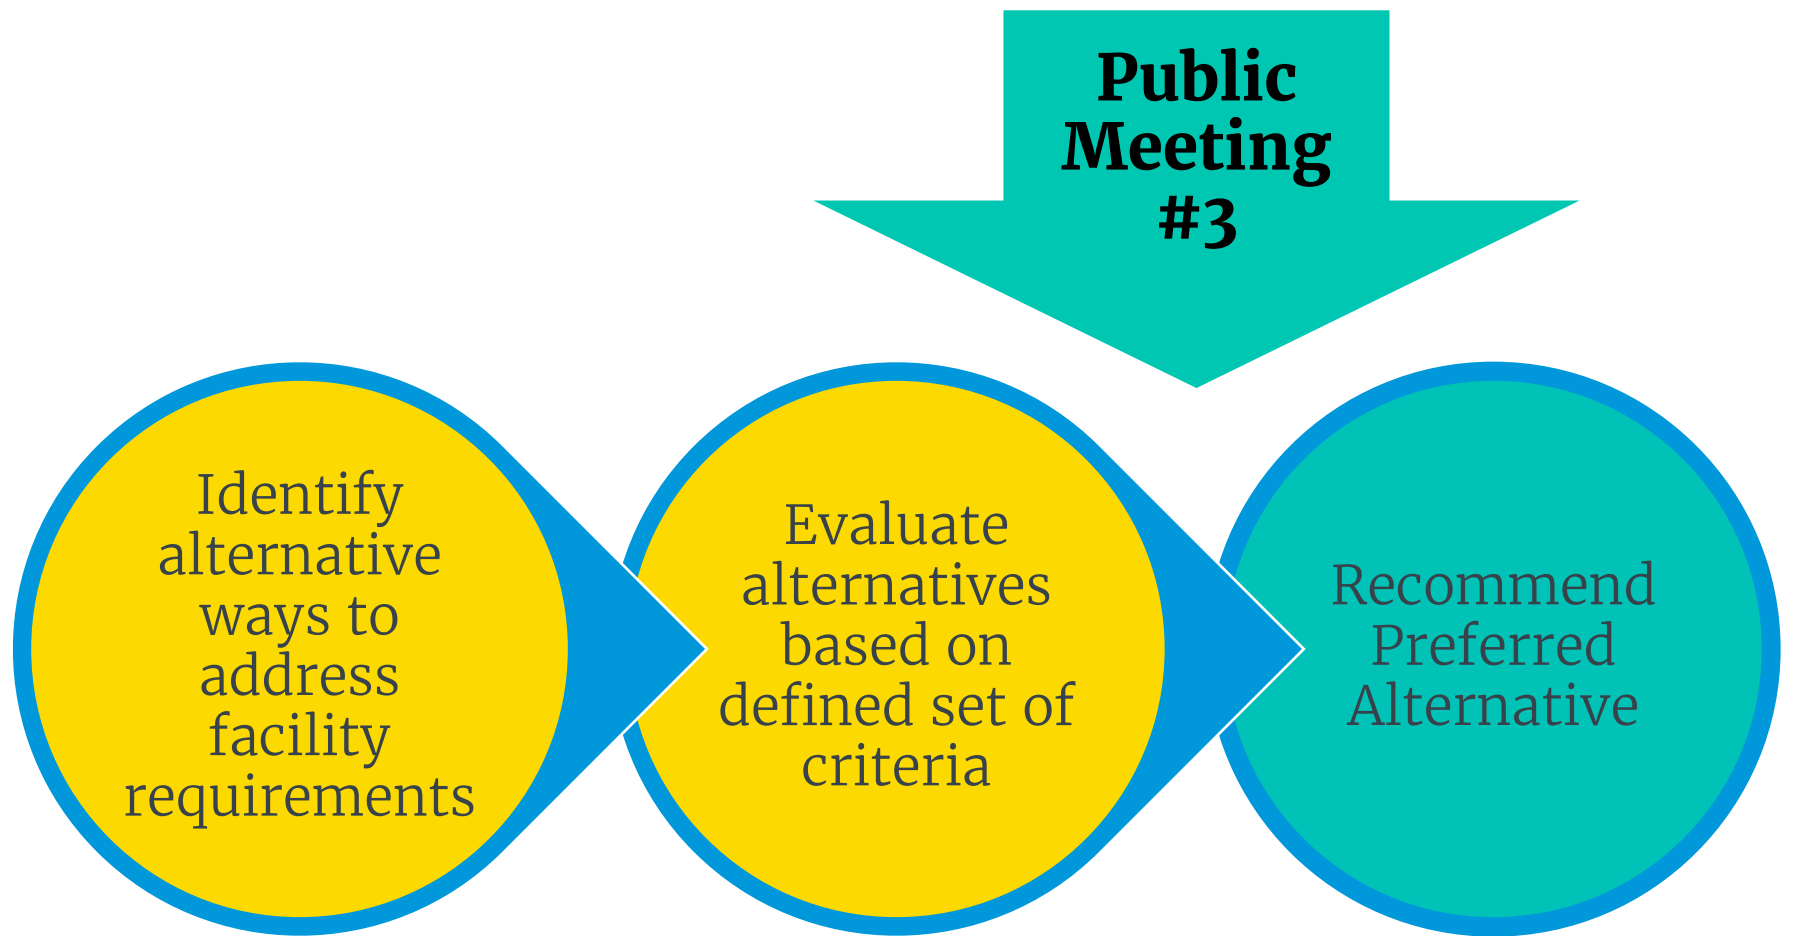 Public
Meeting
#3
Identify
alternative
ways to
address
facility
requirements
Evaluate
alternatives
based on
defined set of
criteria
Recommend
Preferred
Alternative